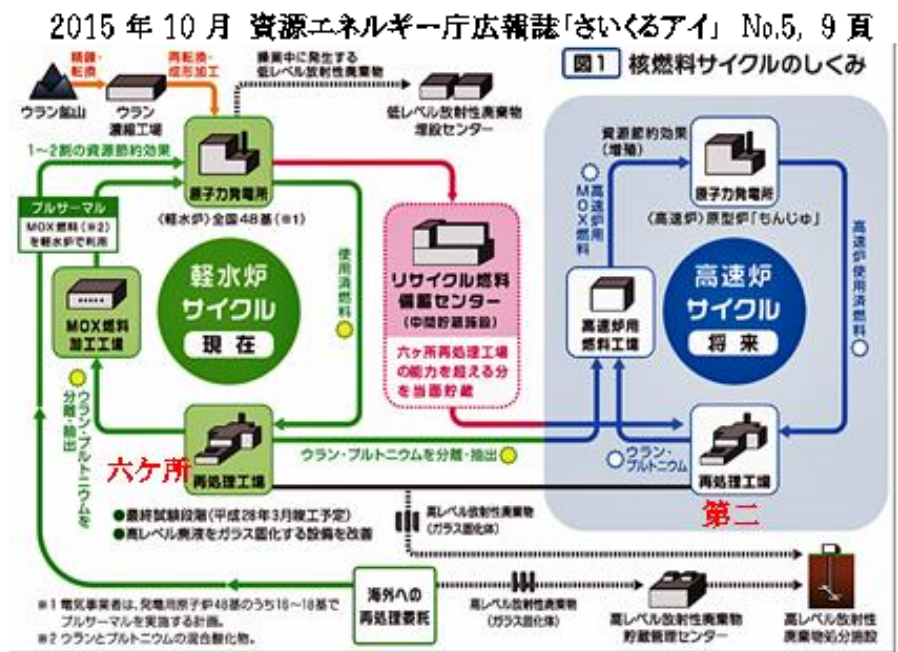 2015 年 10 月 資源エネルギー庁広報誌「さいくるアイ」 No.5, 9 頁
図1 核燃料サイクルのしくみ
精錬・
転換
再転換・
成形加工
操業中に発生する
低レベル放射性廃棄物
ウラン鉱山
ウラン
濃縮工場
低レベル放射性廃棄物
埋設センター
1〜2割の資源節約効果
原子力発電所
〈軽水炉〉全国48基(※1)
プルサーマル
MOX燃料(※2)
を軽水炉で利用
軽水炉
サイクル
現在
使用済燃料
MOX燃料
加工工場
ウラン・プルトニウムを
分離・抽出
六ケ所
再処理工場
ウラン・プルトニウムを分離・抽出
●最終試験段階(平成28年3月竣工予定)
●高レベル廃液をガラス固化する設備を改善
リサイクル燃料
備蓄センター
(中間貯蔵施設)
六ヶ所再処理工場
の能力を超える分
を当面貯蔵
資源節約効果
(増殖)
高速炉用
MOX燃料
原子力発電所
〈高速炉〉原型炉「もんじゅ」
高速炉用
燃料工場
高速炉
サイクル
将来
高速炉使用済燃料
ウラン・
プルトニウム
再処理工場
第二
高レベル放射性廃棄物
(ガラス固化体)
海外への
再処理委託
高レベル放射性廃棄物
(ガラス固化体)
高レベル放射性廃棄物
貯蔵管理センター
高レベル放射性
廃棄物処分施設
※1 電気事業者は、発電用原子炉48基のうち16〜18基で
プルサーマルを実施する計画。
※2 ウランとプルトニウムの混合酸化物。